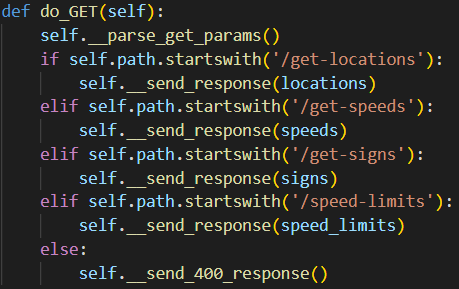 def do_GET(self):
    self.__parse_get_params()
    if self.path.startswith('/get-locations'):
        self.__send_response(locations)
    elif self.path.startswith('/get-speeds'):
        self.__send_response(speeds)
    elif self.path.startswith('/get-signs'):
        self.__send_response(signs)
    elif self.path.startswith('/speed-limits'):
        self.__send_response(speed_limits)
    else:
        self.__send_400_response()